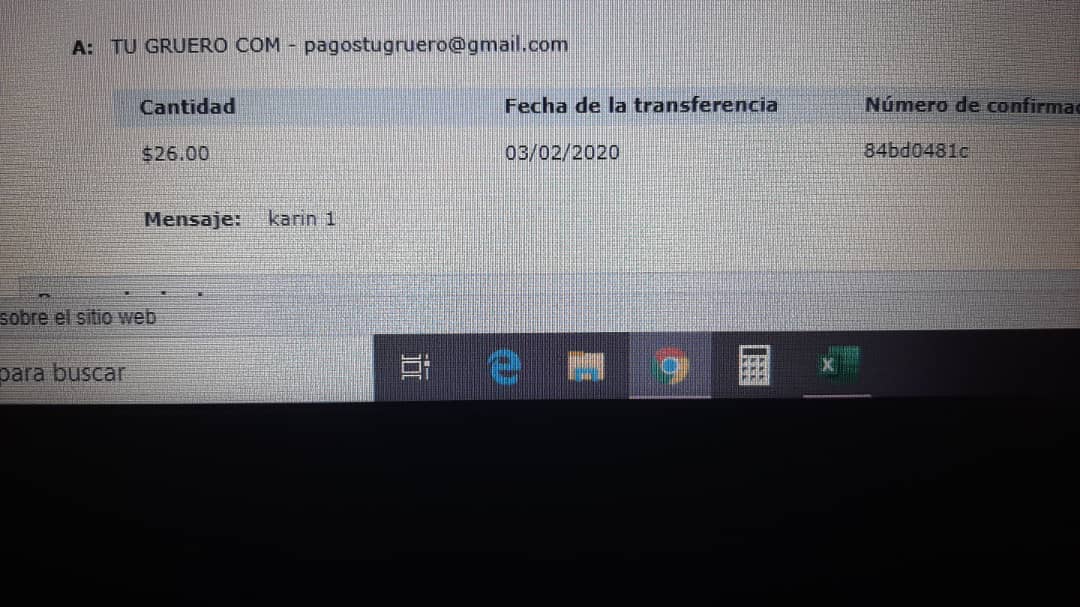 A: TU GRUERO COM - pagostugruero@gmail.com
Cantidad Fecha de la transferencia Número de confirmac
$26.00 03/02/2020 84bd0481c
Mensaje: karin 1
sobre el sitio web
para buscar